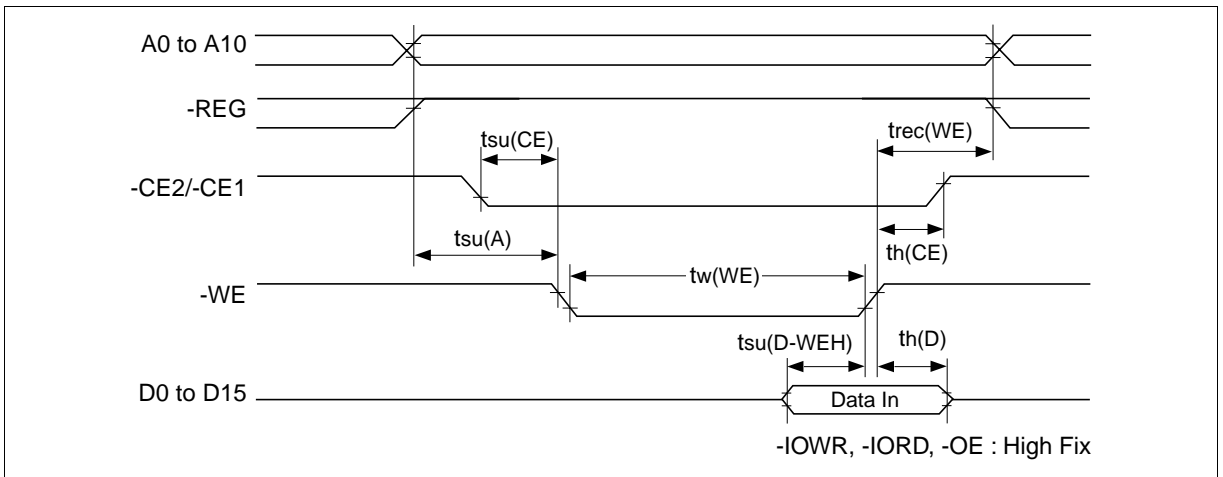 A0 to A10
-REG
tsu(CE)
trec(WE)
-CE2/-CE1
tsu(A)
th(CE)
tw(WE)
-WE
tsu(D-WEH)
th(D)
D0 to D15
Data In
-IOWR, -IORD, -OE : High Fix